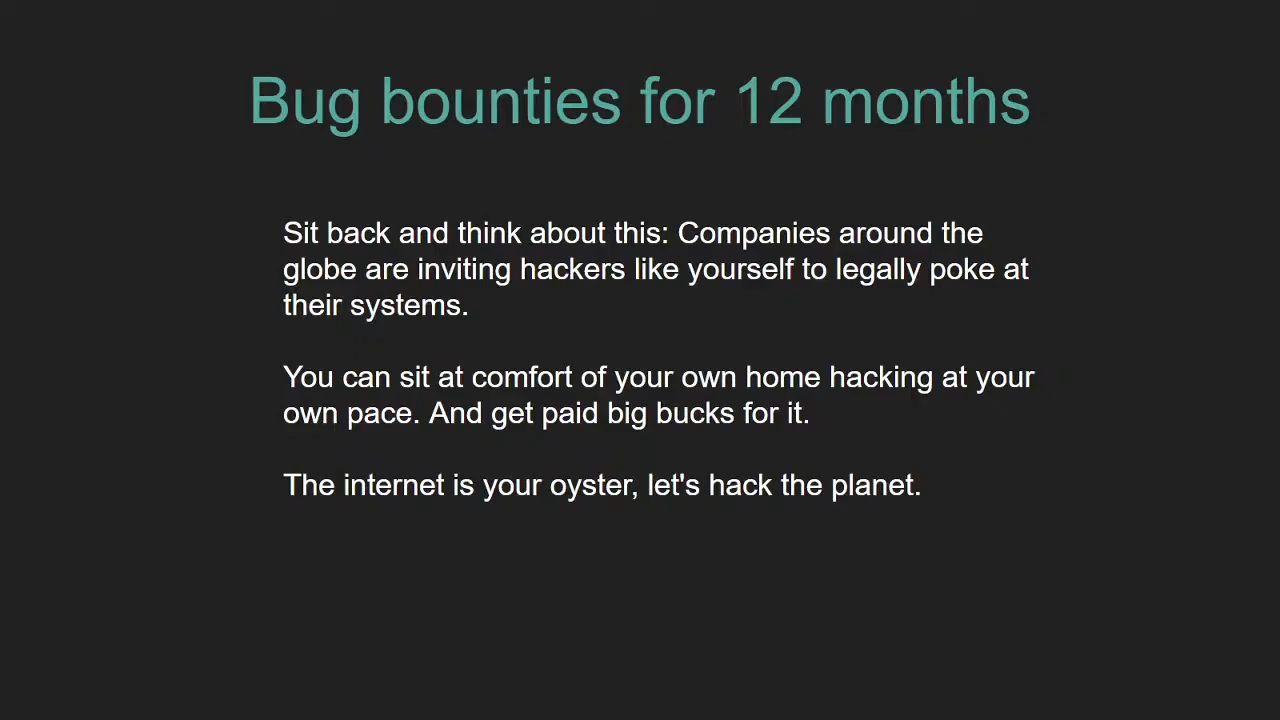 Bug bounties for 12 months
Sit back and think about this: Companies around the
globe are inviting hackers like yourself to legally poke at
their systems.
You can sit at comfort of your own home hacking at your
own pace. And get paid big bucks for it.
The internet is your oyster, let's hack the planet.